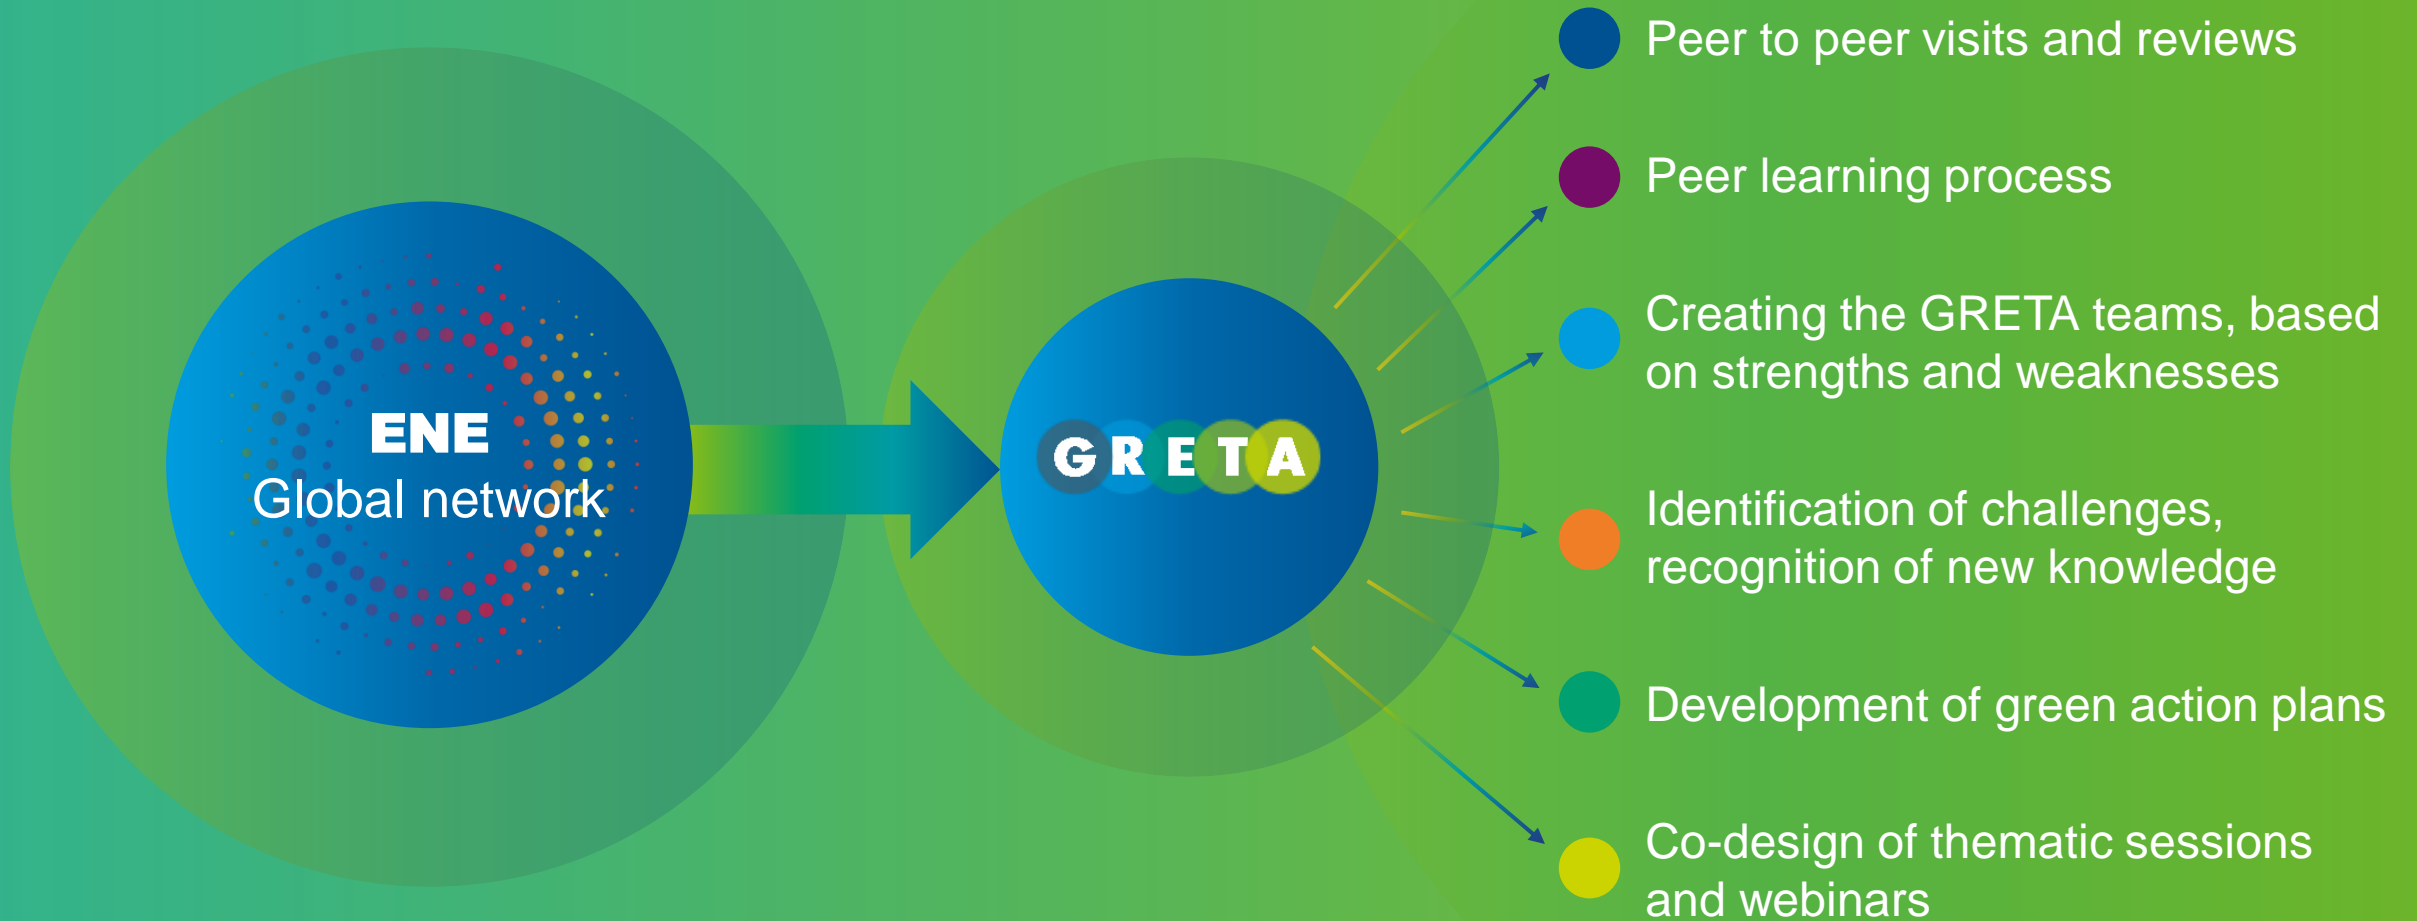 ENE
Global network
GRETA
Peer to peer visits and reviews
Peer learning process
Creating the GRETA teams, based
on strengths and weaknesses
Identification of challenges,
recognition of new knowledge
Development of green action plans
Co-design of thematic sessions
and webinars